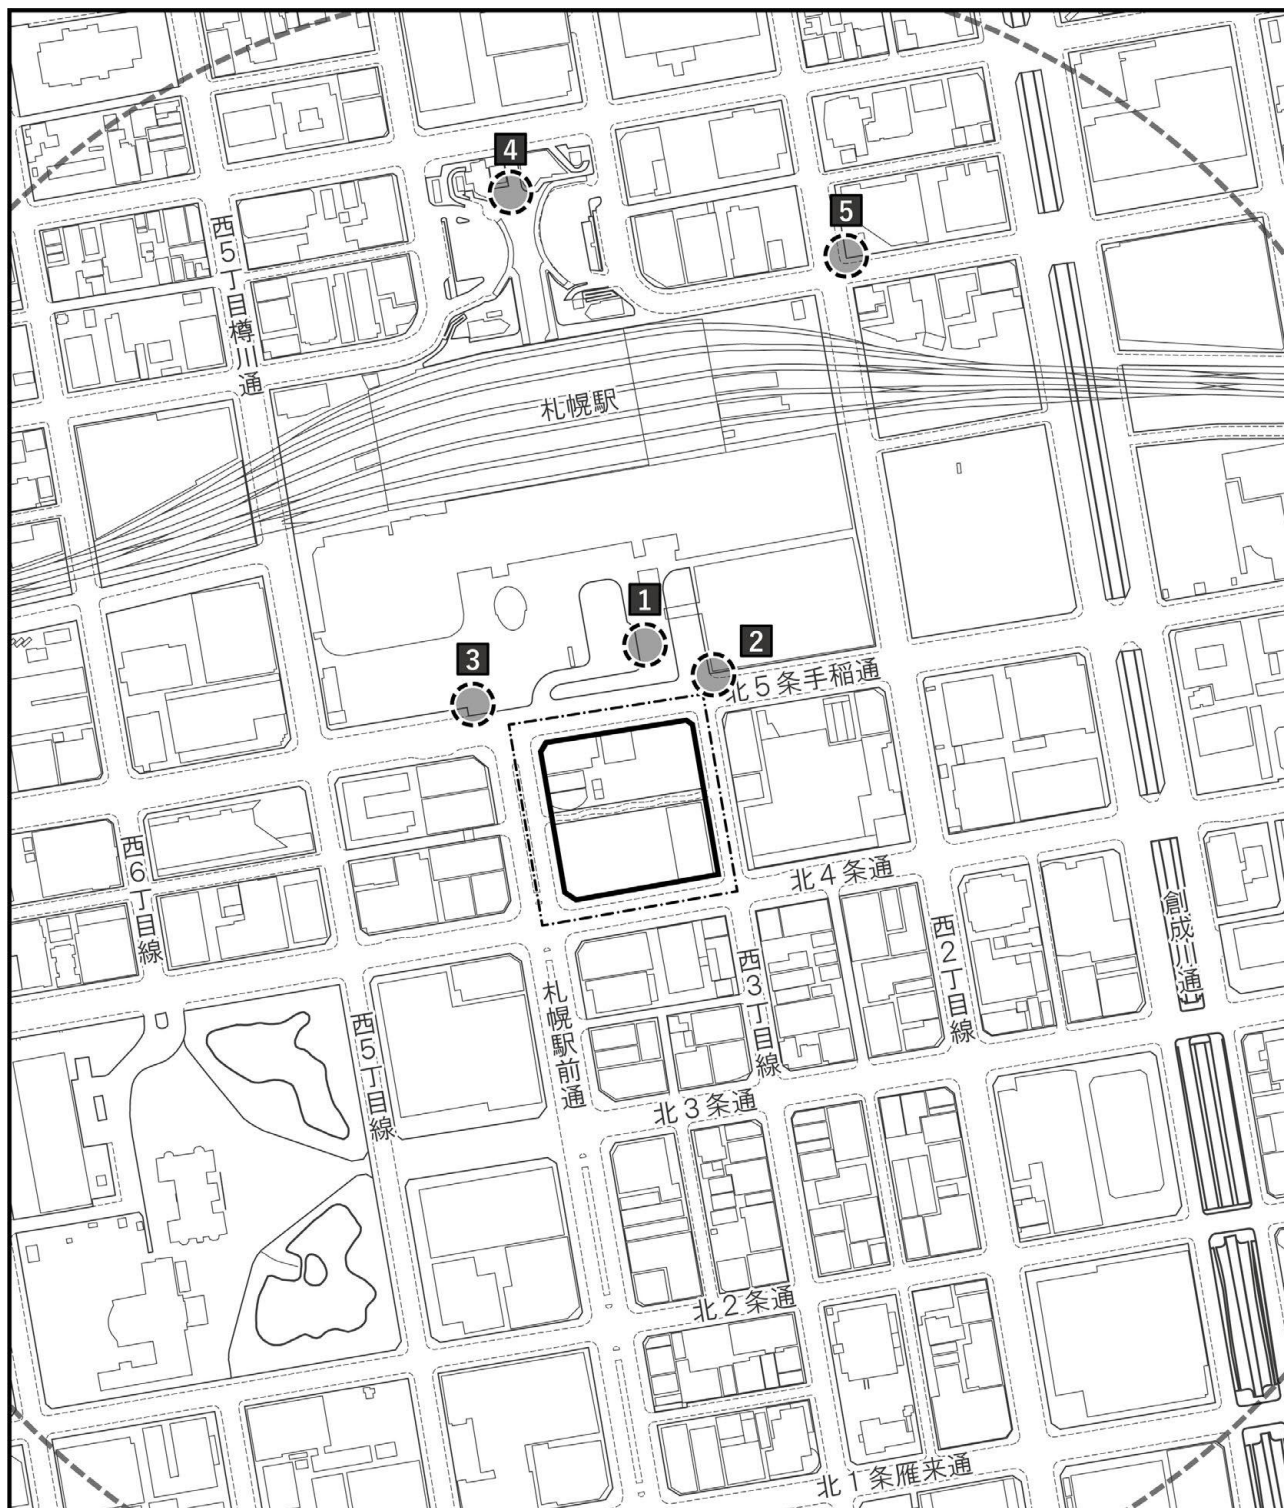 4
5
西5丁目樽川通
札幌駅
1
2
3
北5条手稲通
北4条通
西6丁目線
創成川通
西2丁目線
西3丁目線
札幌駅前通
西5丁目線
北3条通
北2条通
北1条雁来通